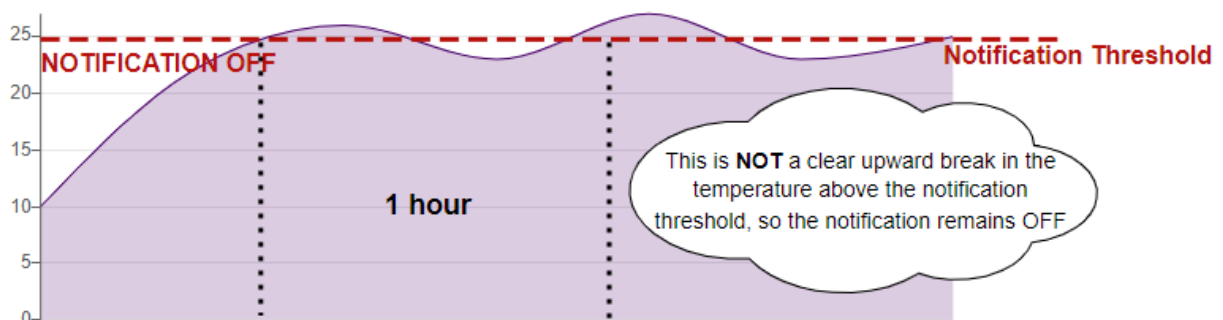 25
NOTIFICATION OFF
Notification Threshold
20
15
10
5
0
1 hour
This is NOT a clear upward break in the
temperature above the notification
threshold, so the notification remains OFF